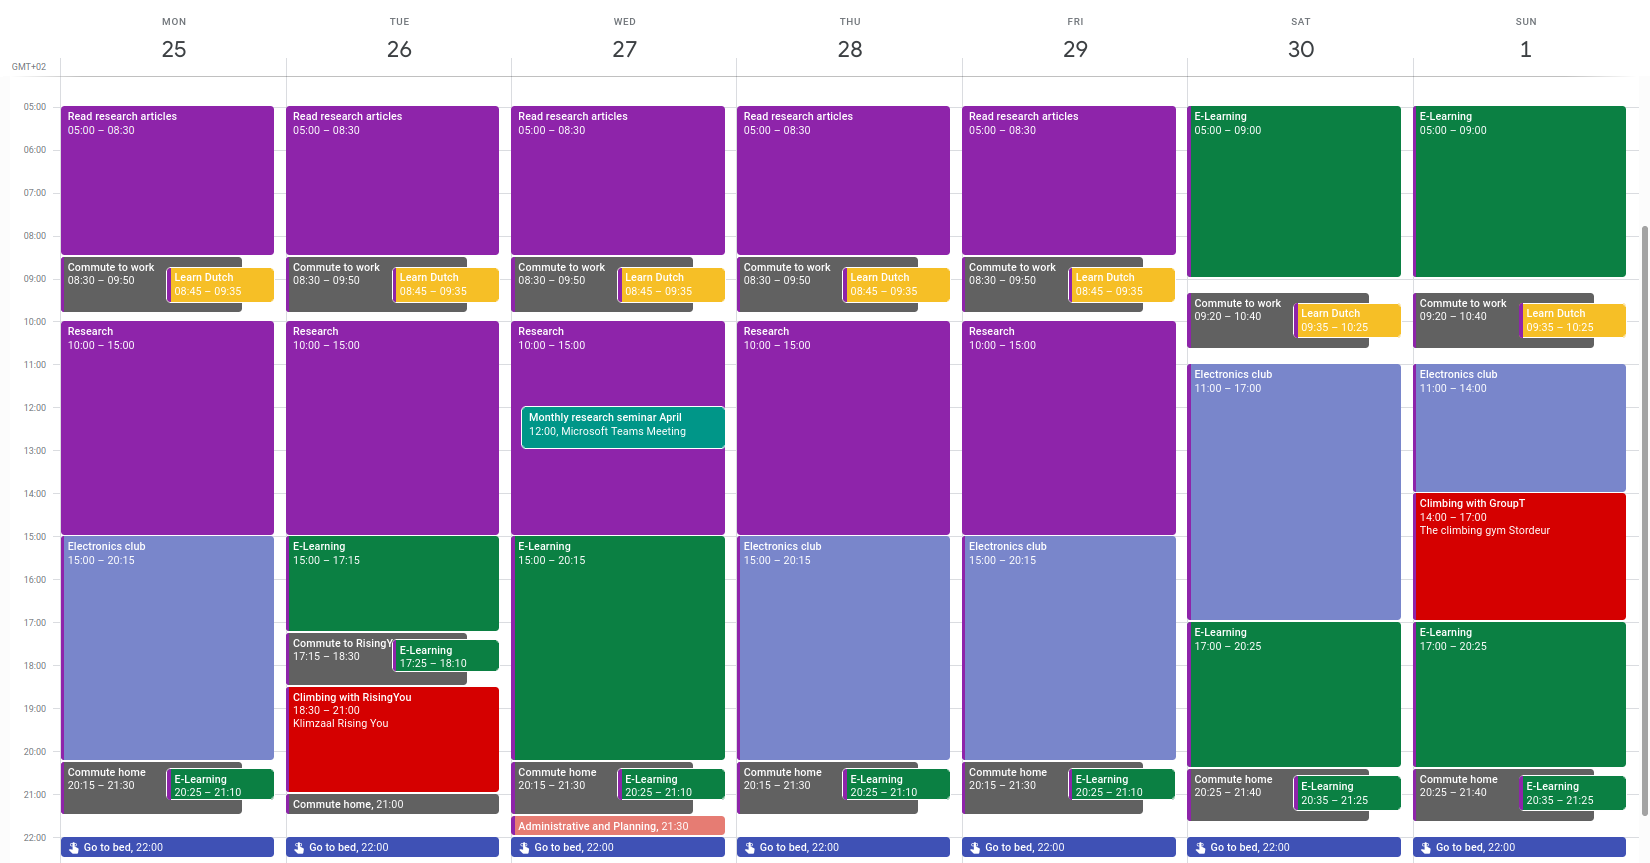 MON
25
TUE
26
WED
27
THU
28
FRI
29
SAT
30
SUN
1
GMT+02
05:00
06:00
07:00
08:00
09:00
10:00
11:00
12:00
13:00
14:00
15:00
16:00
17:00
18:00
19:00
20:00
21:00
22:00
Read research articles
05:00 – 08:30
Commute to work
08:30 – 09:50
Learn Dutch
08:45 – 09:35
Research
10:00 – 15:00
Electronics club
15:00 – 20:15
Commute home
20:15 – 21:30
E-Learning
20:25 – 21:10
Go to bed, 22:00
Read research articles
05:00 – 08:30
Commute to work
08:30 – 09:50
Learn Dutch
08:45 – 09:35
Research
10:00 – 15:00
E-Learning
15:00 – 17:15
Commute to RisingY
17:15 – 18:30
E-Learning
17:25 – 18:10
Climbing with RisingYou
18:30 – 21:00
Klimzaal Rising You
Commute home, 21:00
Go to bed, 22:00
Read research articles
05:00 – 08:30
Commute to work
08:30 – 09:50
Learn Dutch
08:45 – 09:35
Research
10:00 – 15:00
Monthly research seminar April
12:00, Microsoft Teams Meeting
E-Learning
15:00 – 20:15
Commute home
20:15 – 21:30
E-Learning
20:25 – 21:10
Administrative and Planning, 21:30
Go to bed, 22:00
Read research articles
05:00 – 08:30
Commute to work
08:30 – 09:50
Learn Dutch
08:45 – 09:35
Research
10:00 – 15:00
Electronics club
15:00 – 20:15
Commute home
20:15 – 21:30
E-Learning
20:25 – 21:10
Go to bed, 22:00
Read research articles
05:00 – 08:30
Commute to work
08:30 – 09:50
Learn Dutch
08:45 – 09:35
Research
10:00 – 15:00
Electronics club
15:00 – 20:15
Commute home
20:15 – 21:30
E-Learning
20:25 – 21:10
Go to bed, 22:00
E-Learning
05:00 – 09:00
Commute to work
09:20 – 10:40
Learn Dutch
09:35 – 10:25
Electronics club
11:00 – 17:00
E-Learning
17:00 – 20:25
Commute home
20:25 – 21:40
E-Learning
20:35 – 21:25
Go to bed, 22:00
E-Learning
05:00 – 09:00
Commute to work
09:20 – 10:40
Learn Dutch
09:35 – 10:25
Electronics club
11:00 – 14:00
Climbing with GroupT
14:00 – 17:00
The climbing gym Stordeur
E-Learning
17:00 – 20:25
Commute home
20:25 – 21:40
E-Learning
20:35 – 21:25
Go to bed, 22:00